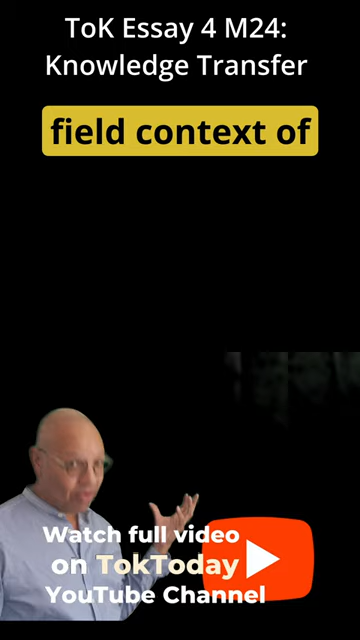 ToK Essay 4 M24:
Knowledge Transfer
field context of
Watch full video
on TokToday
YouTube Channel